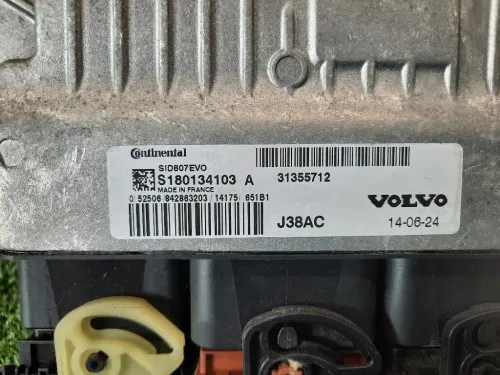 Continental
SID807EVO
S180134103 A
MADE IN FRANCE
31355712
VOLVO
0 52506 842863203 14175 651B1
J38AC
14-06-24